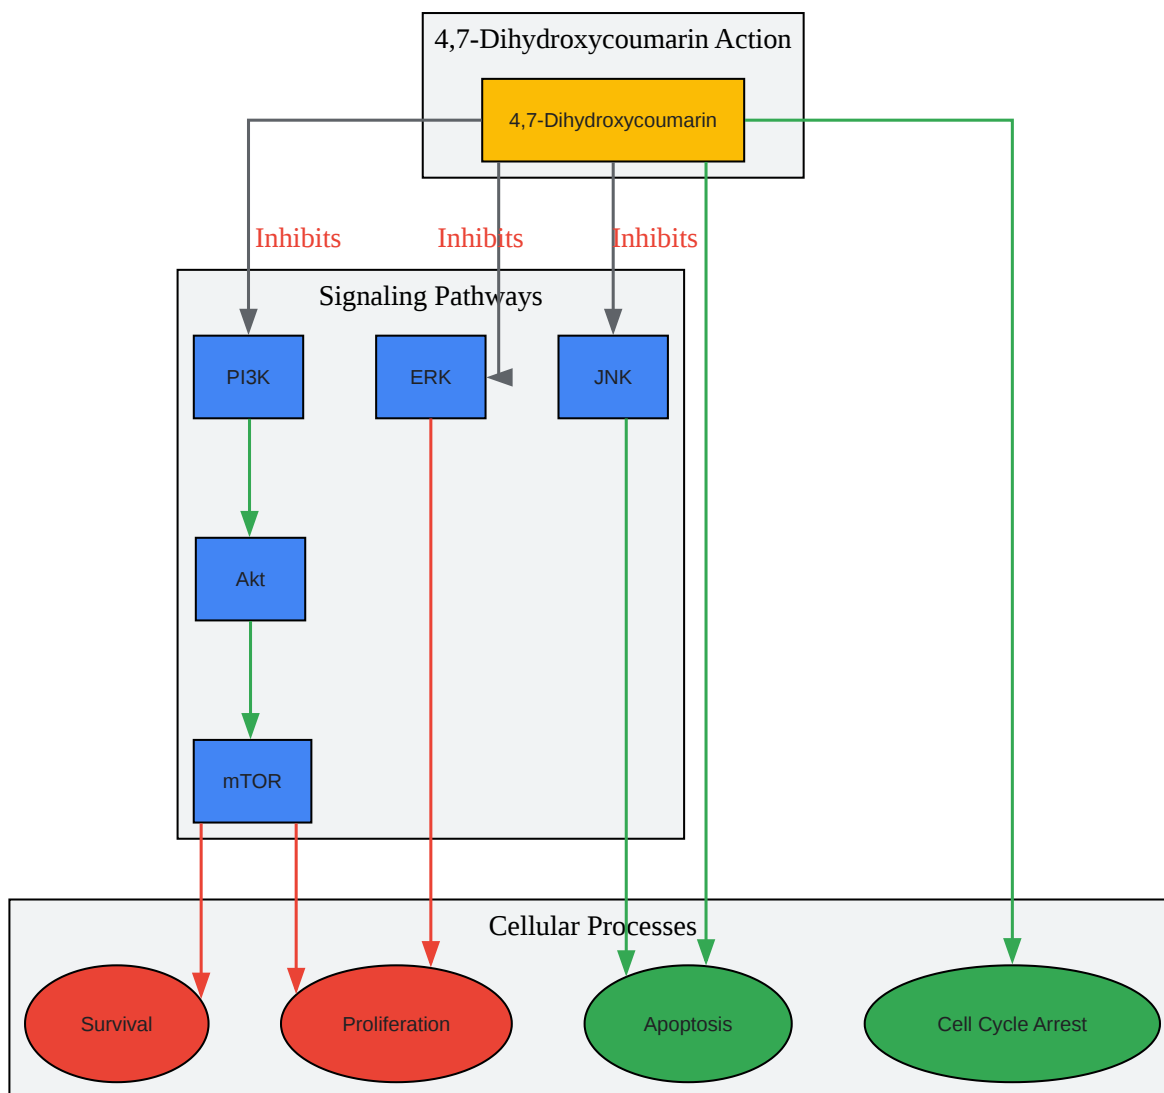 4,7-Dihydroxycoumarin Action
4,7-Dihydroxycoumarin
Inhibits
Inhibits
Inhibits
Signaling Pathways
PI3K
ERK
JNK
Akt
mTOR
Cellular Processes
Survival
Proliferation
Apoptosis
Cell Cycle Arrest